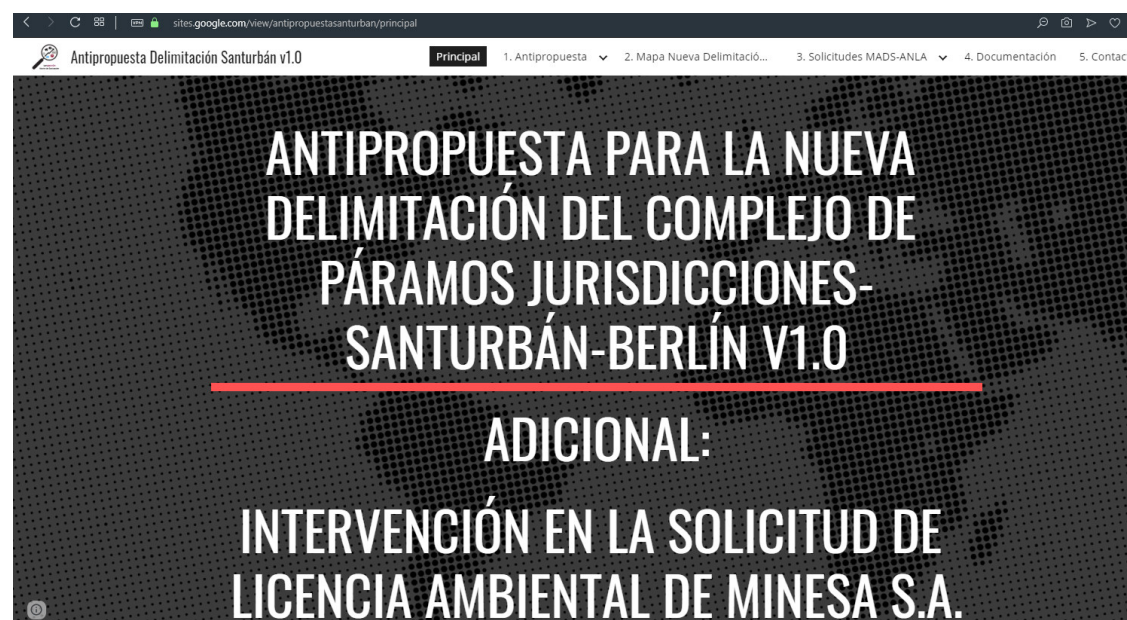 VPN sites.google.com/view/antipropuestasanturban/principal
Antipropuesta Delimitación Santurbán v1.0 Principal 1. Antipropuesta 2. Mapa Nueva Delimitació... 3. Solicitudes MADS-ANLA 4. Documentación 5. Contac
ANTIPROPUESTA PARA LA NUEVA
DELIMITACIÓN DEL COMPLEJO DE
PÁRAMOS JURISDICCIONES-
SANTURBÁN-BERLÍN V1.0
ADICIONAL:
INTERVENCIÓN EN LA SOLICITUD DE
LICENCIA AMBIENTAL DE MINESA S.A.